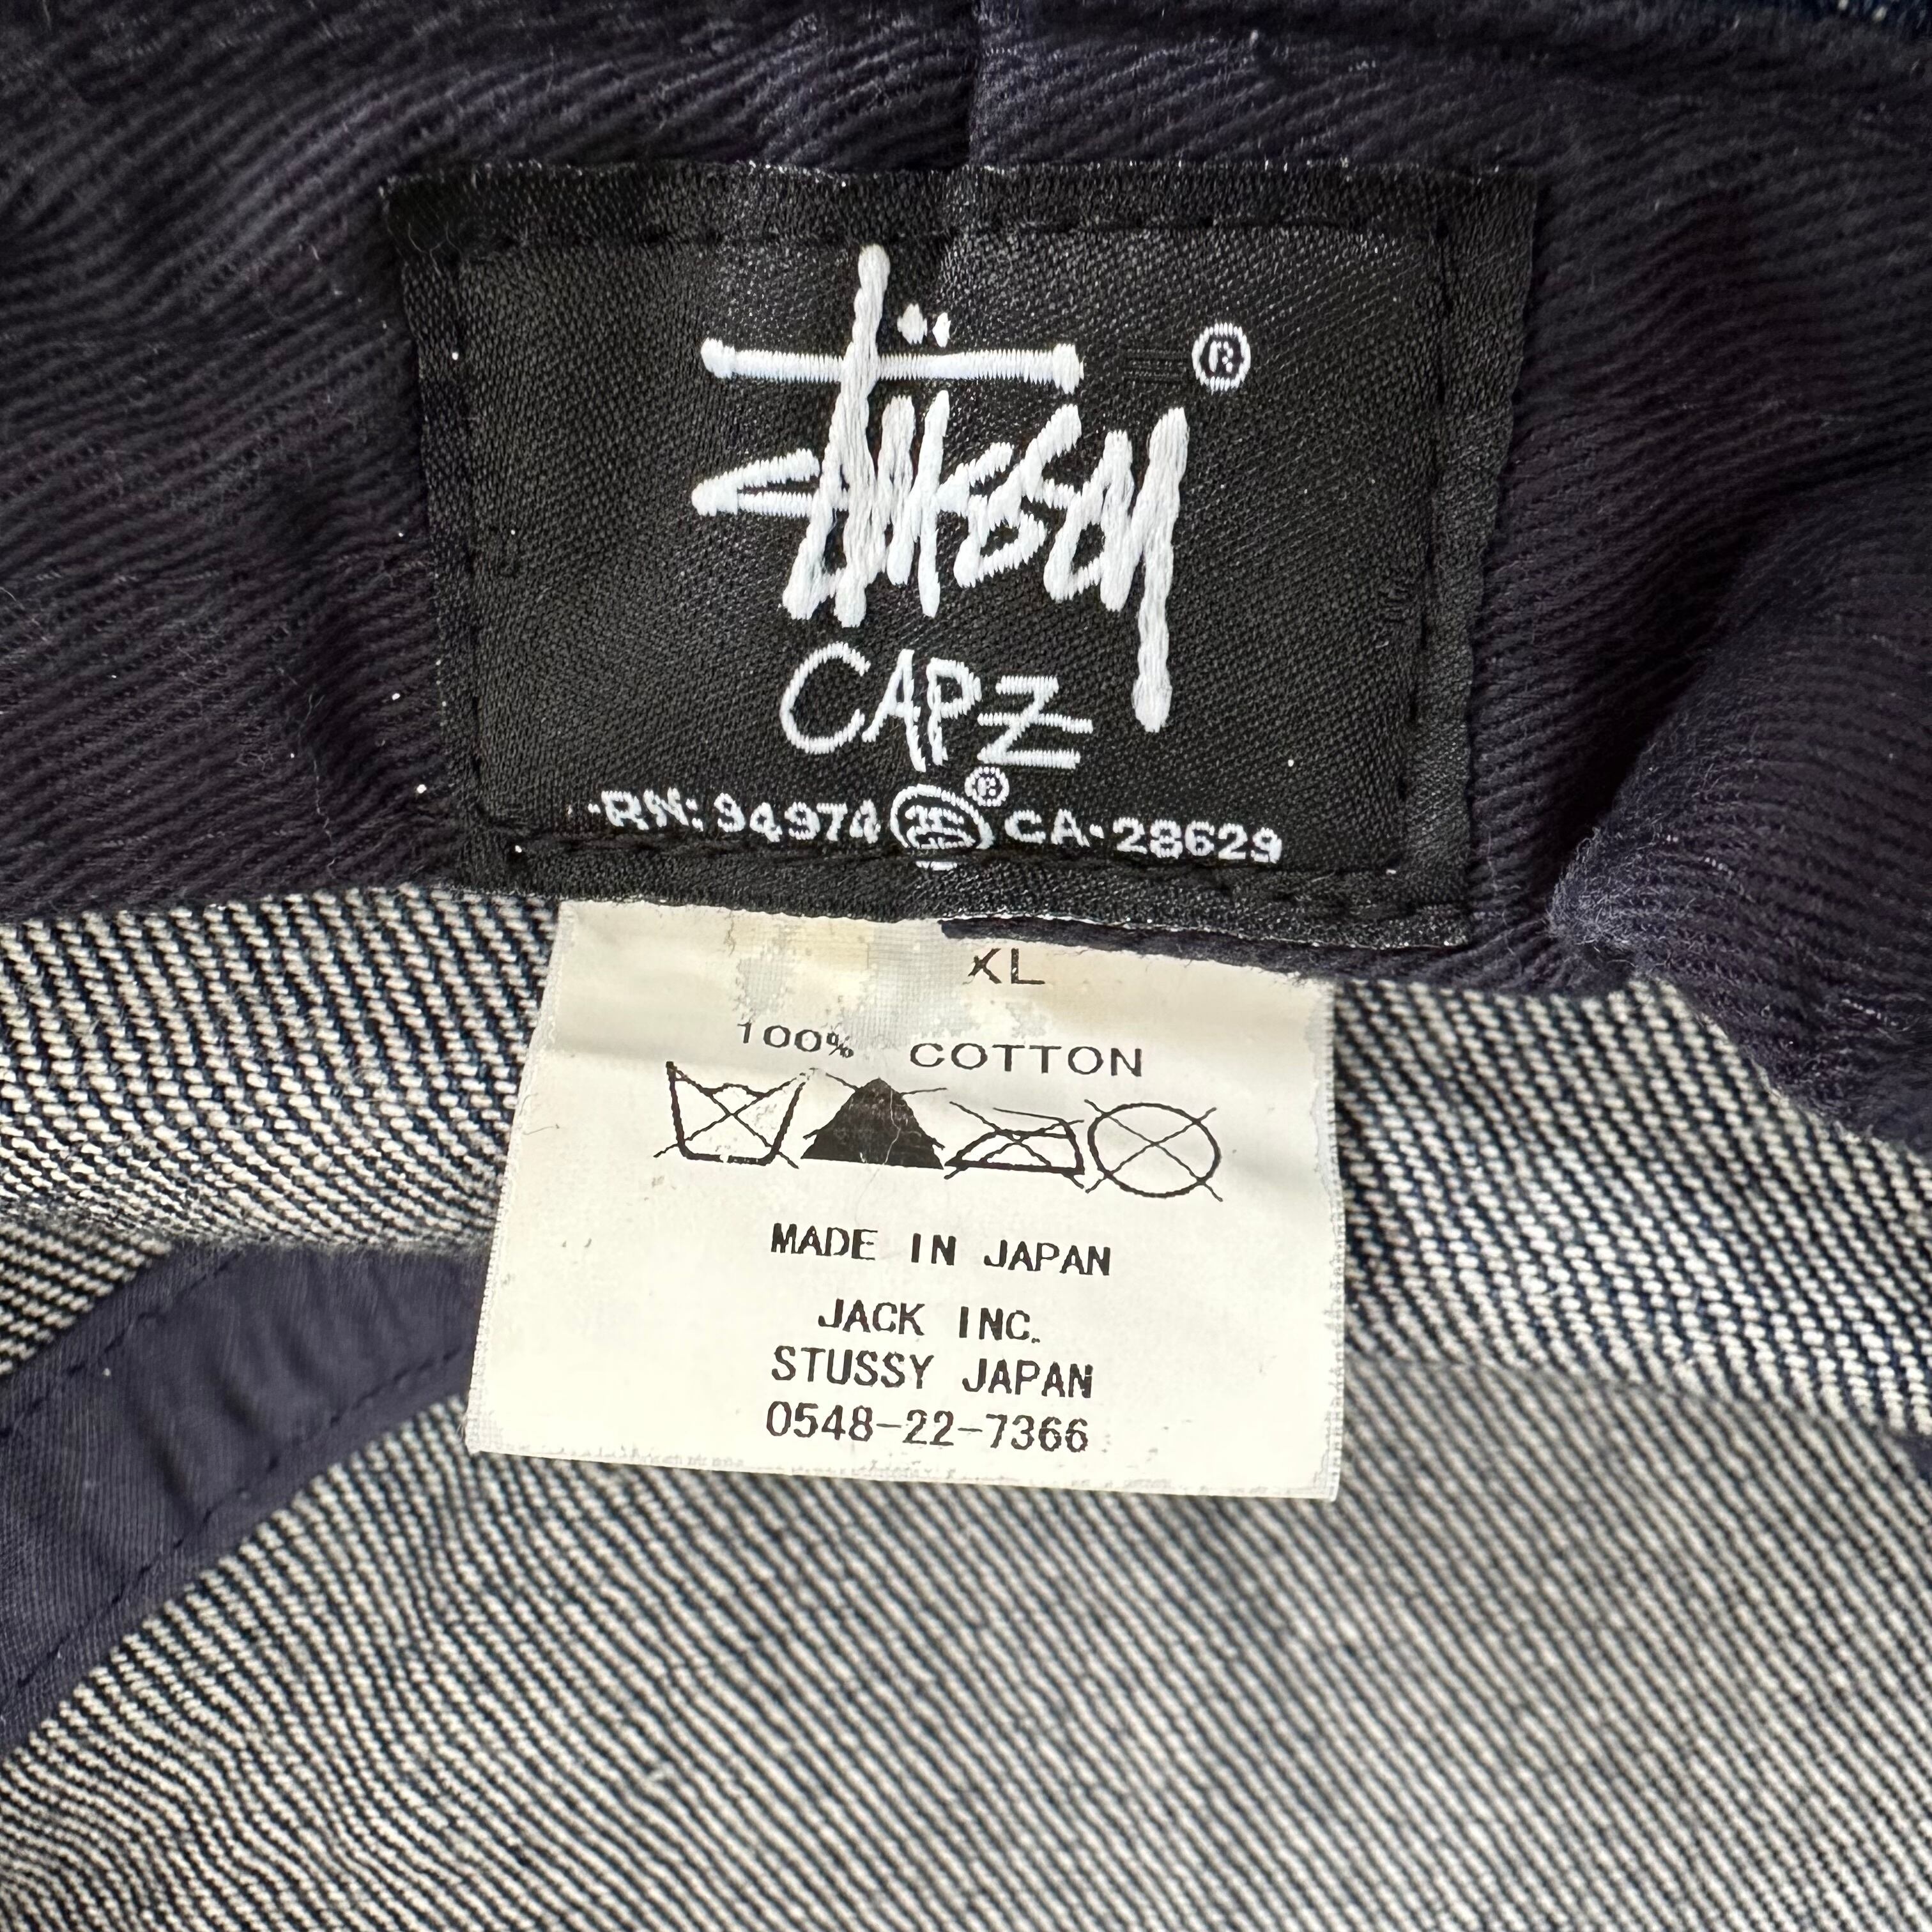 Stüssy ®
CAPZ
RN: 94974 ® CA-28629
XL
100% COTTON
MADE IN JAPAN
JACK INC.
STUSSY JAPAN
0548-22-7366